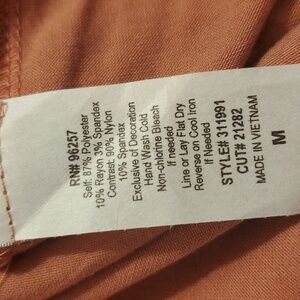 RN# 96257
Self: 87% Polyester
10% Rayon 3% Spandex
Contrast: 90% Nylon
10% Spandex
Exclusive of Decoration
Hand Wash Cold
Non-chlorine Bleach
If needed
Line or Lay Flat Dry
Reverse on Cool Iron
If Needed
STYLE# 311991
CUT# 21282
MADE IN VIETNAM
M